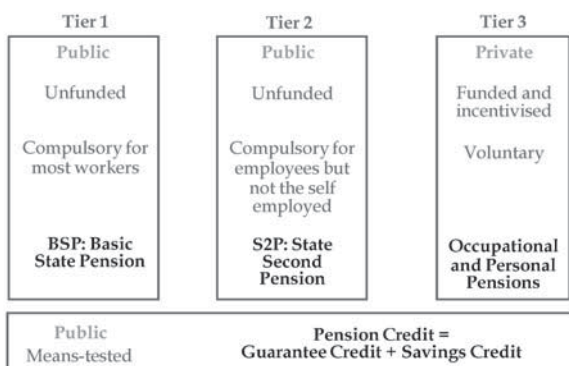 Tier 1
Public
Unfunded
Compulsory for
most workers
BSP: Basic
State Pension
Tier 2
Public
Unfunded
Compulsory for
employees but
not the self
employed
S2P: State
Second
Pension
Tier 3
Private
Funded and
incentivised
Voluntary
Occupational
and Personal
Pensions
Public
Means-tested
Pension Credit =
Guarantee Credit + Savings Credit